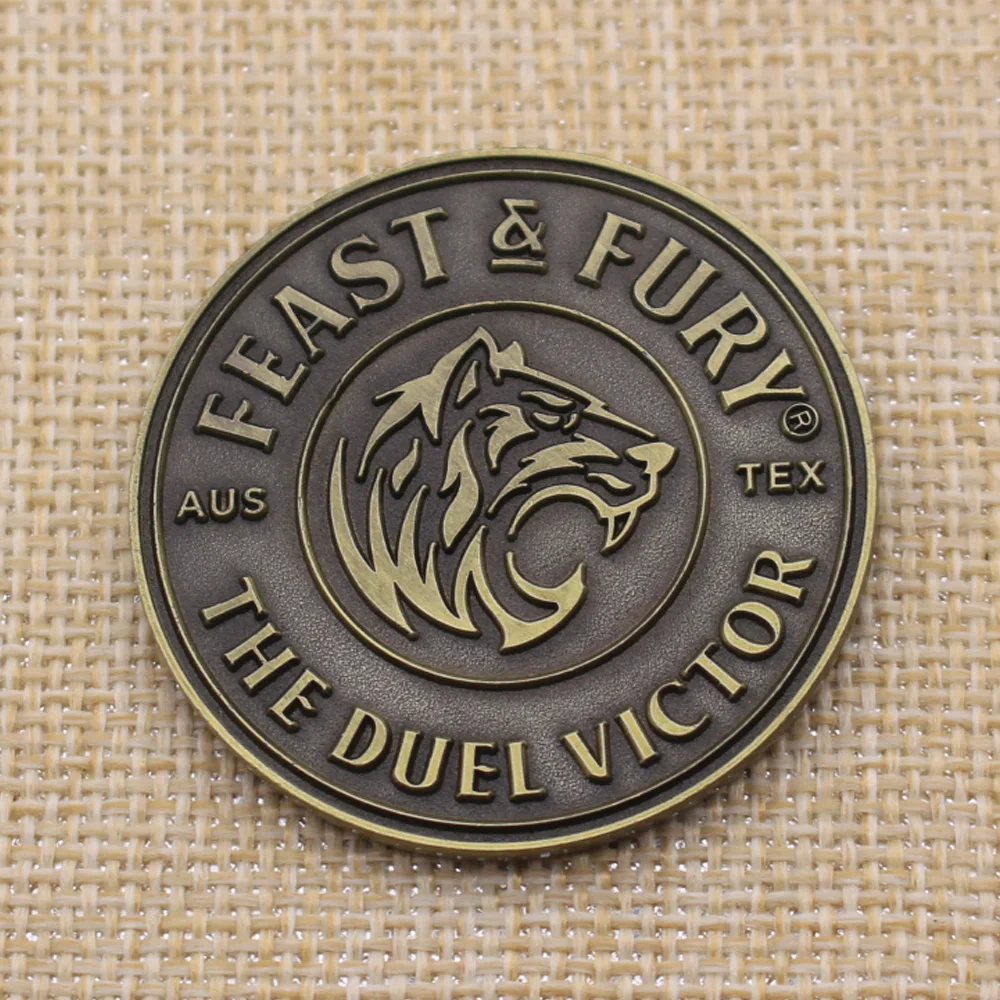 FEAST & FURY®
AUS
TEX
THE DUEL VICTOR